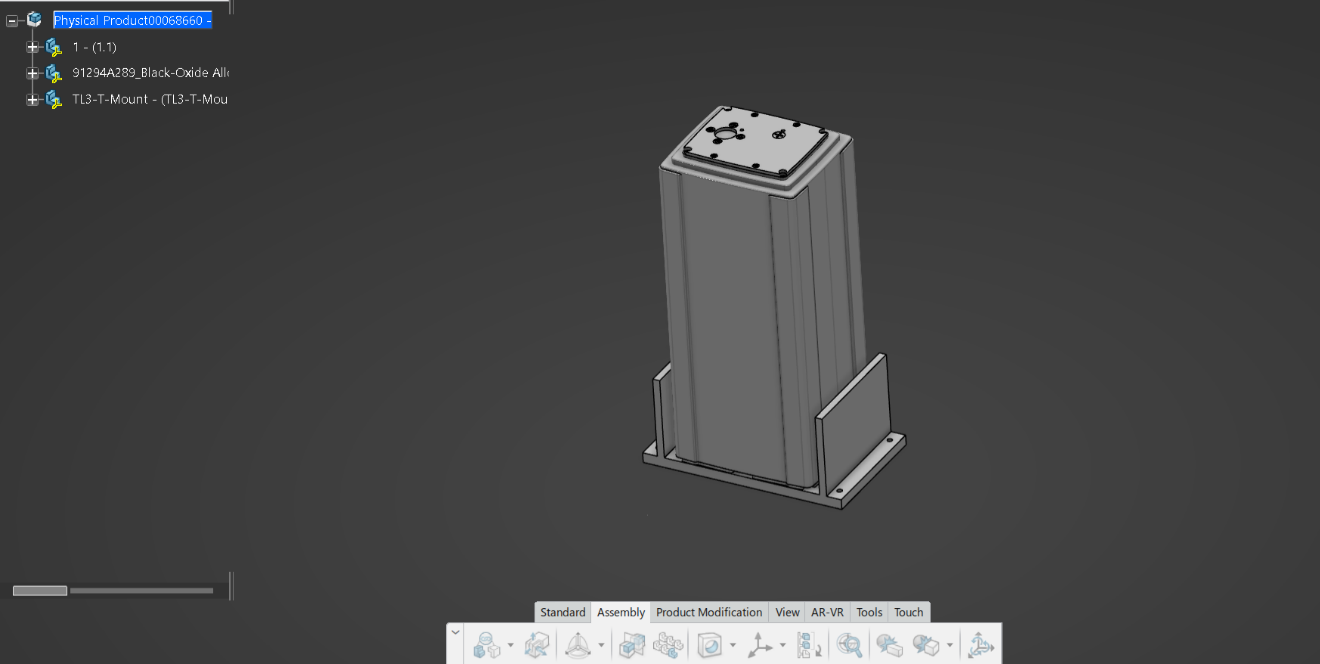 Physical Product00068660 -
1 - (1.1)
91294A289_Black-Oxide Allo
TL3-T-Mount - (TL3-T-Mou
Standard Assembly Product Modification View AR-VR Tools Touch